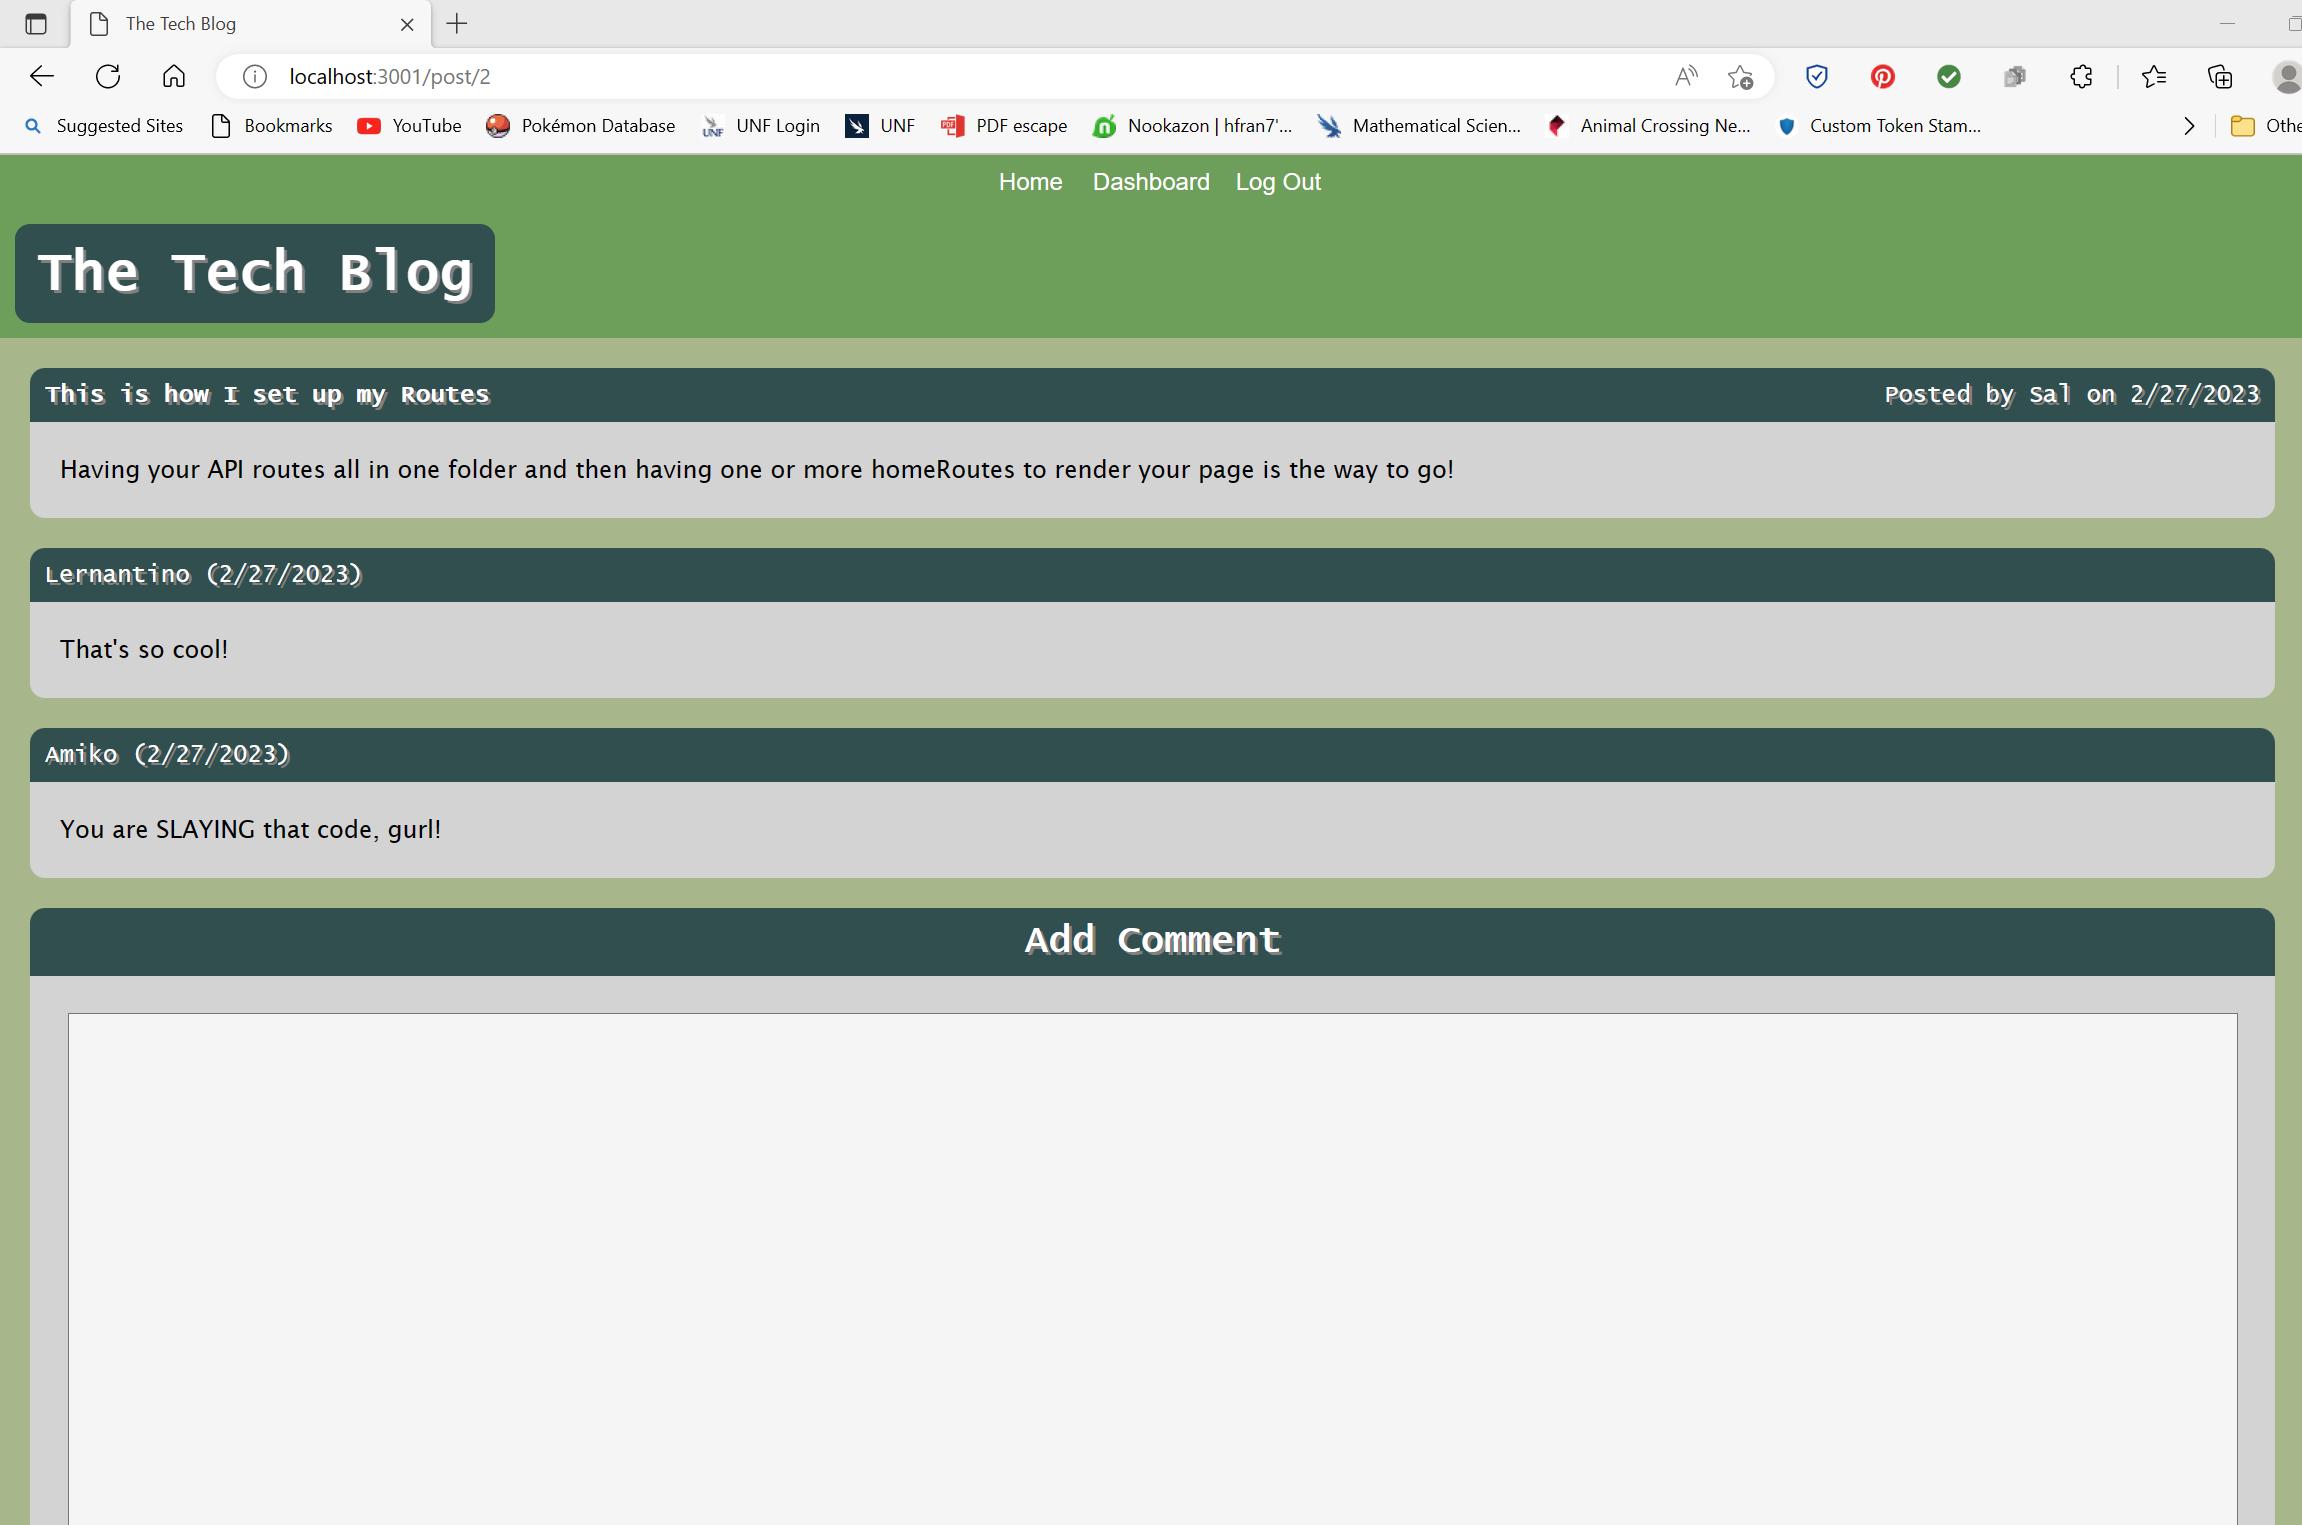 The Tech Blog
localhost:3001/post/2
Suggested Sites Bookmarks YouTube Pokémon Database UNF Login UNF PDF escape Nookazon | hfran7'... Mathematical Scien... Animal Crossing Ne... Custom Token Stam... Othe
Home Dashboard Log Out
The Tech Blog
This is how I set up my Routes Posted by Sal on 2/27/2023
Having your API routes all in one folder and then having one or more homeRoutes to render your page is the way to go!
Lernantino (2/27/2023)
That's so cool!
Amiko (2/27/2023)
You are SLAYING that code, gurl!
Add Comment